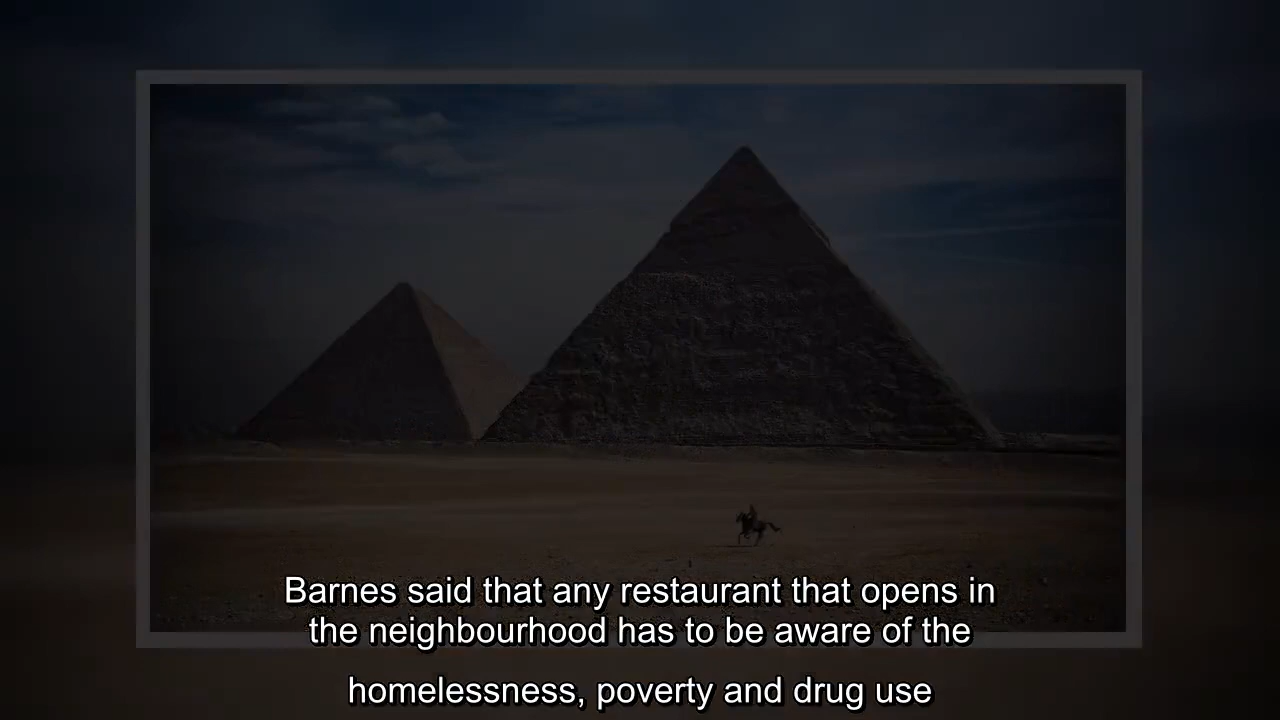 Barnes said that any restaurant that opens in
the neighbourhood has to be aware of the
homelessness, poverty and drug use